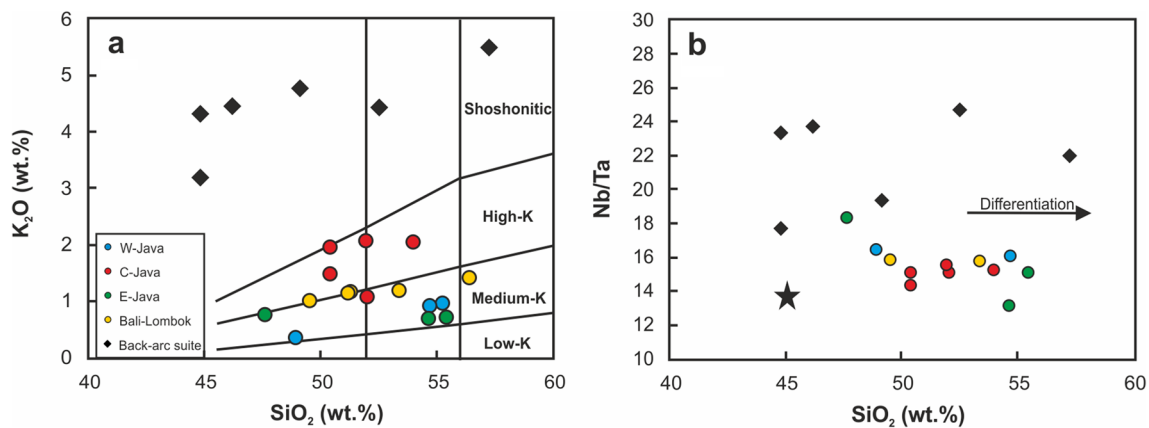 a
6
5
4
3
2
1
0
K₂O (wt.%)
Shoshonitic
High-K
Medium-K
Low-K
W-Java
C-Java
E-Java
Bali-Lombok
Back-arc suite
40 45 50 55 60
SiO₂ (wt.%)
b
30
28
26
24
22
20
18
16
14
12
10
Nb/Ta
Differentiation
40 45 50 55 60
SiO₂ (wt.%)